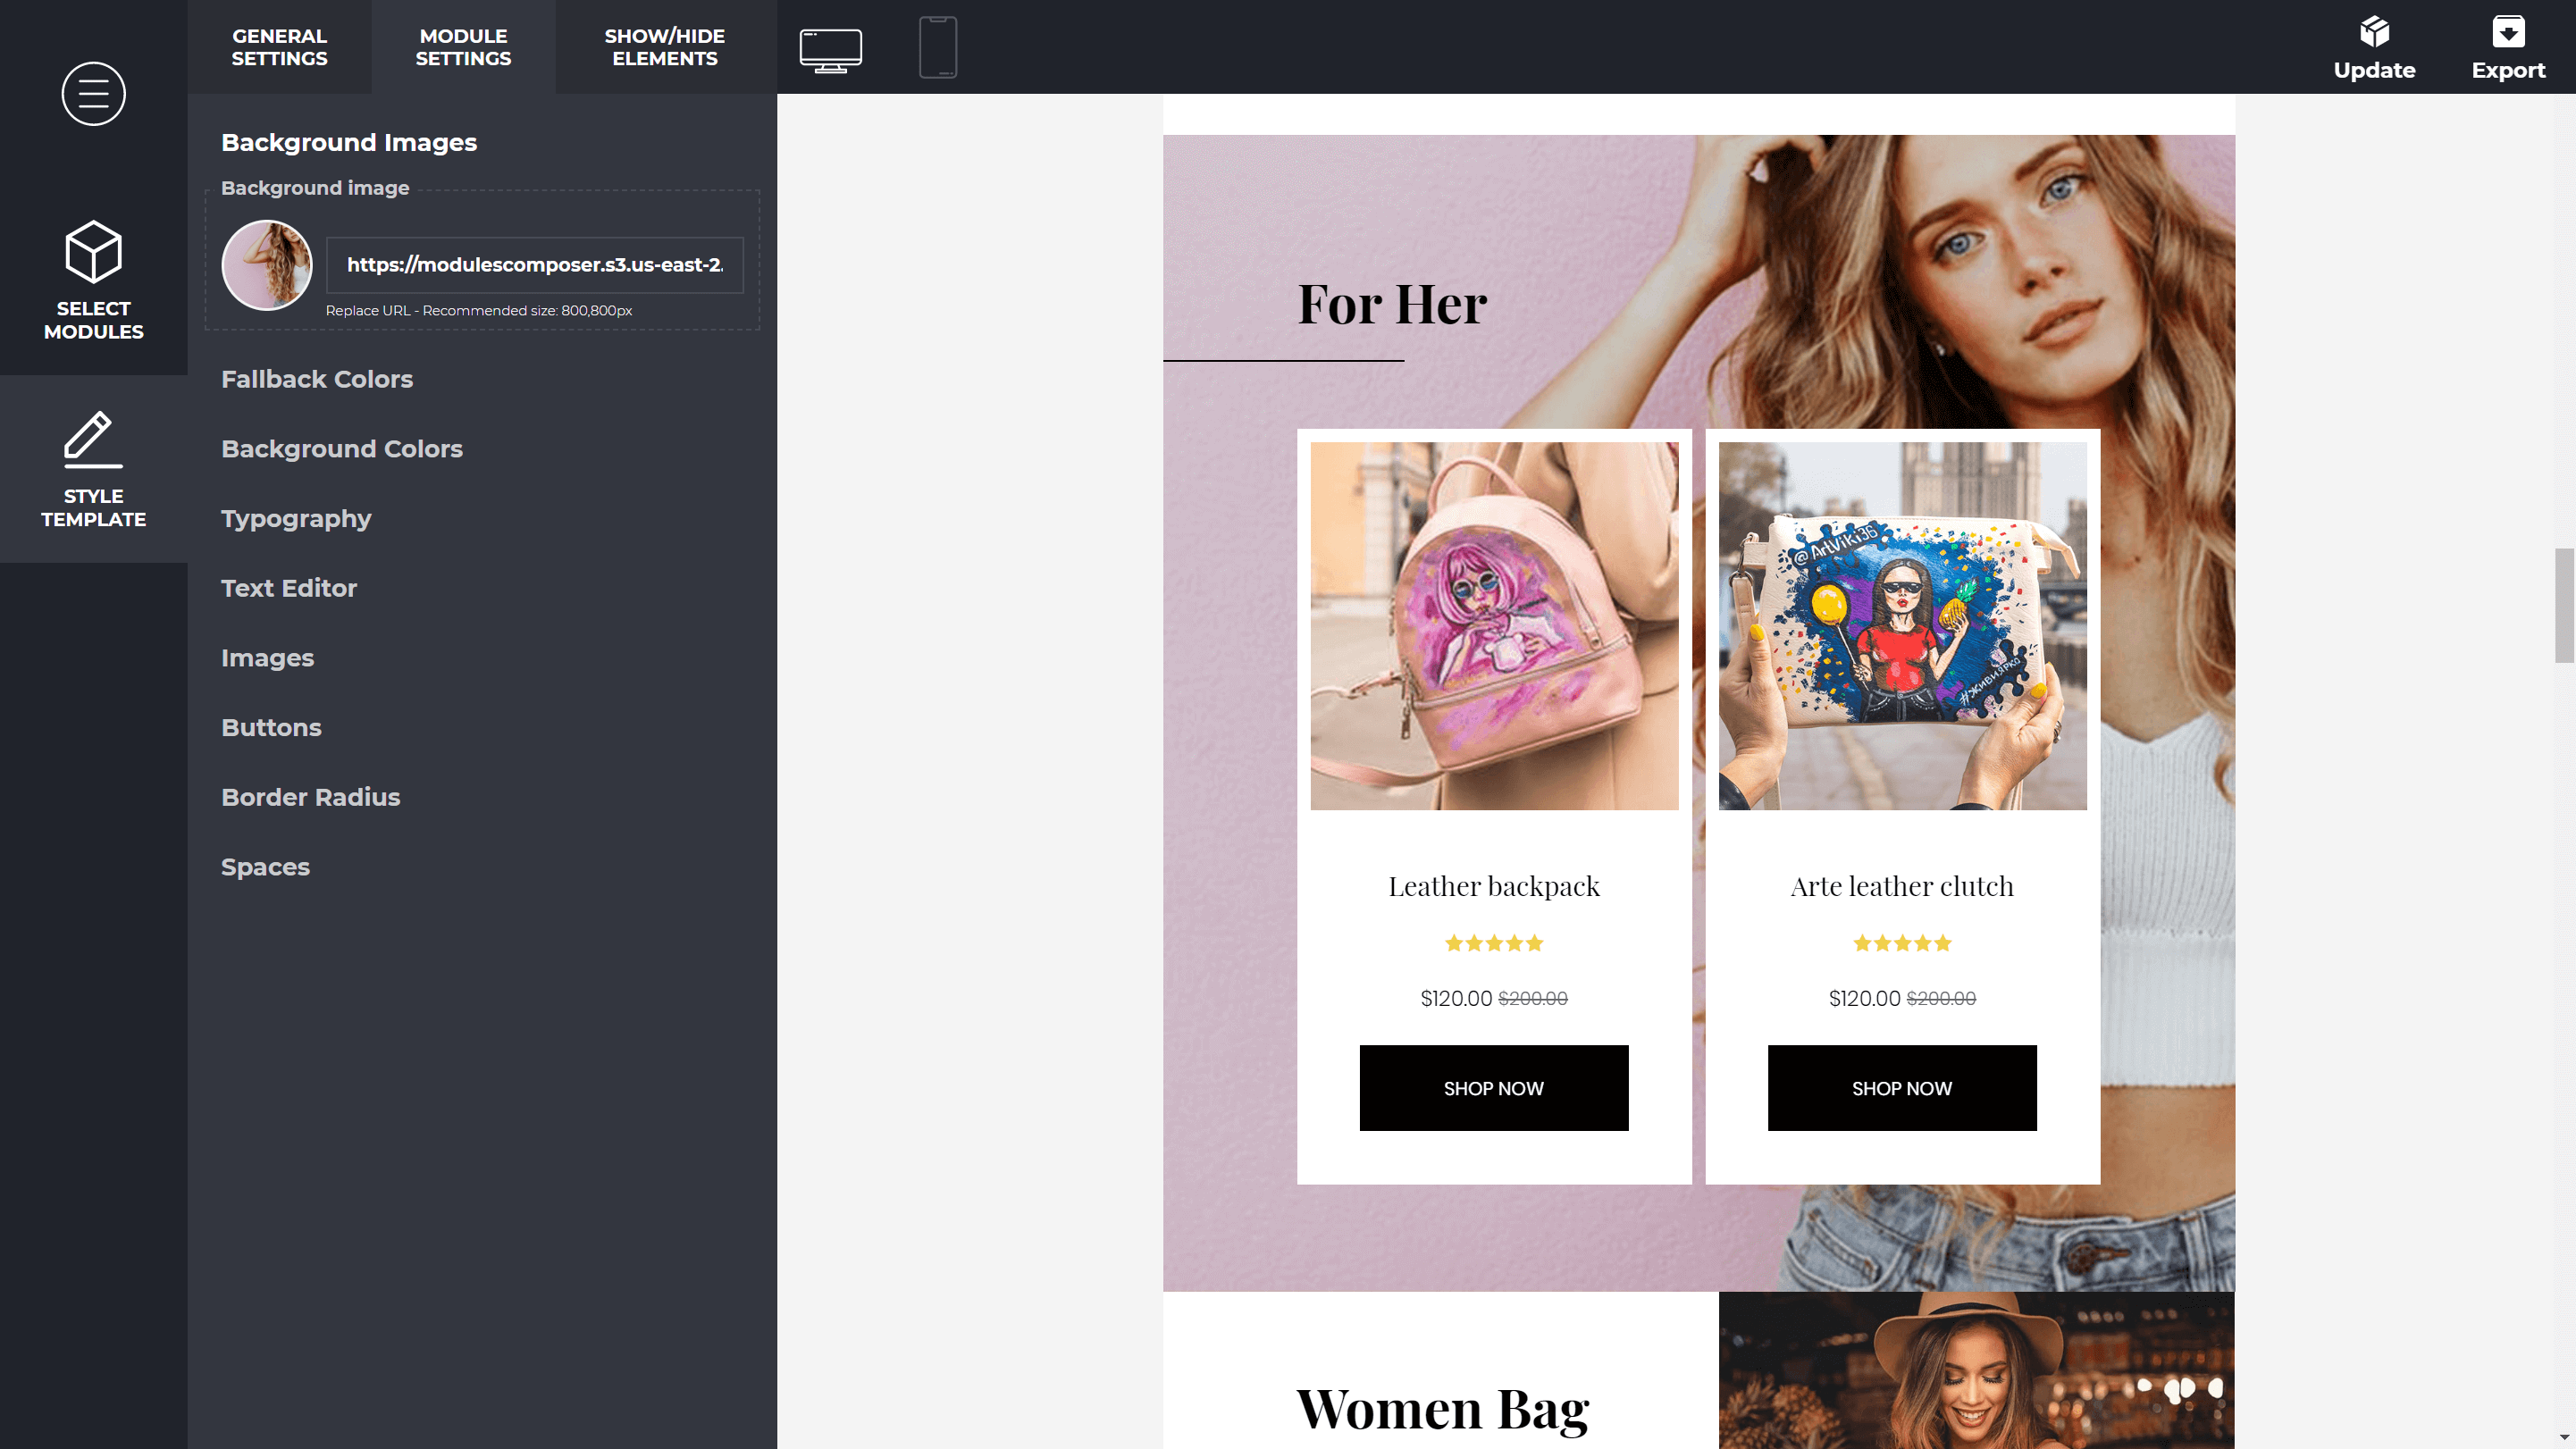 GENERAL
SETTINGS
MODULE
SETTINGS
SHOW/HIDE
ELEMENTS
Update
Export
SELECT
MODULES
STYLE
TEMPLATE
Background Images
Background image
https://modulescomposer.s3.us-east-2.
Replace URL - Recommended size: 800,800px
Fallback Colors
Background Colors
Typography
Text Editor
Images
Buttons
Border Radius
Spaces
For Her
@ArtViki36
#живиярко
Leather backpack
$120.00 $200.00
SHOP NOW
Arte leather clutch
$120.00 $200.00
SHOP NOW
Women Bag